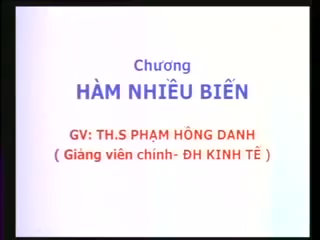 Chương
HÀM NHIỀU BIẾN
GV: TH.S PHẠM HỒNG DANH
( Giảng viên chính- ĐH KINH TẾ )